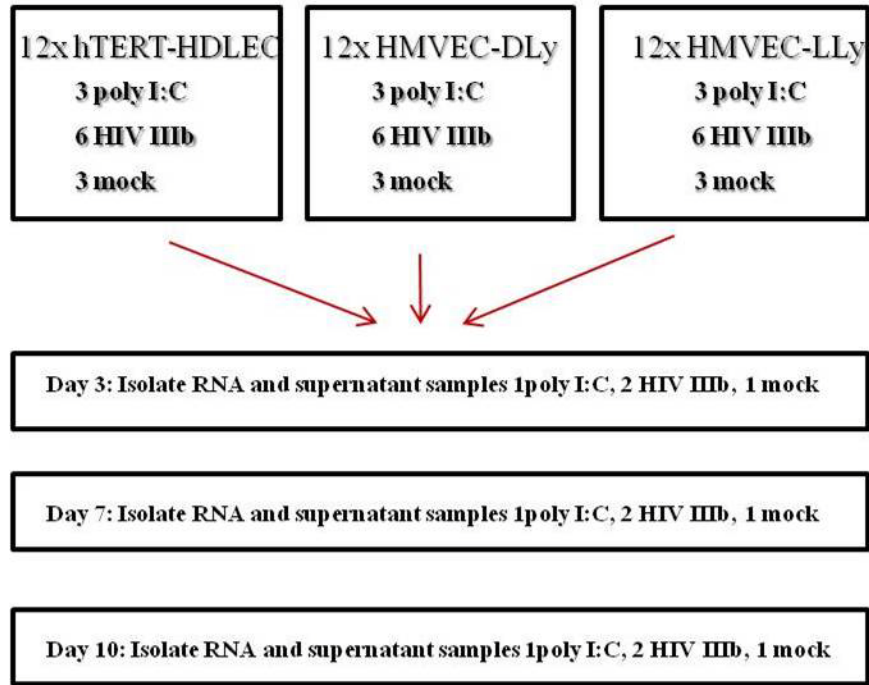 12x hTERT-HDLEC
3 poly I:C
6 HIV IIIb
3 mock
12x HMVEC-DLy
3 poly I:C
6 HIV IIIb
3 mock
12x HMVEC-LLy
3 poly I:C
6 HIV IIIb
3 mock
Day 3: Isolate RNA and supernatant samples 1poly I:C, 2 HIV IIIb, 1 mock
Day 7: Isolate RNA and supernatant samples 1poly I:C, 2 HIV IIIb, 1 mock
Day 10: Isolate RNA and supernatant samples 1poly I:C, 2 HIV IIIb, 1 mock